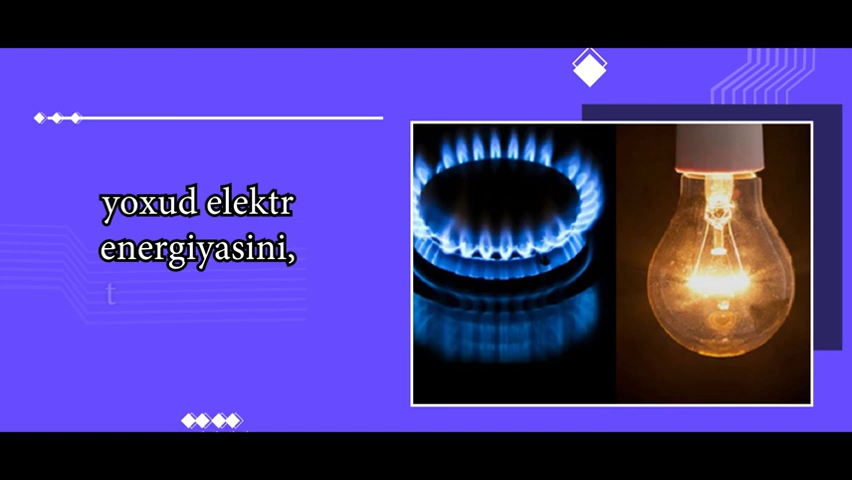 yoxud elektr
energiyasini,
t